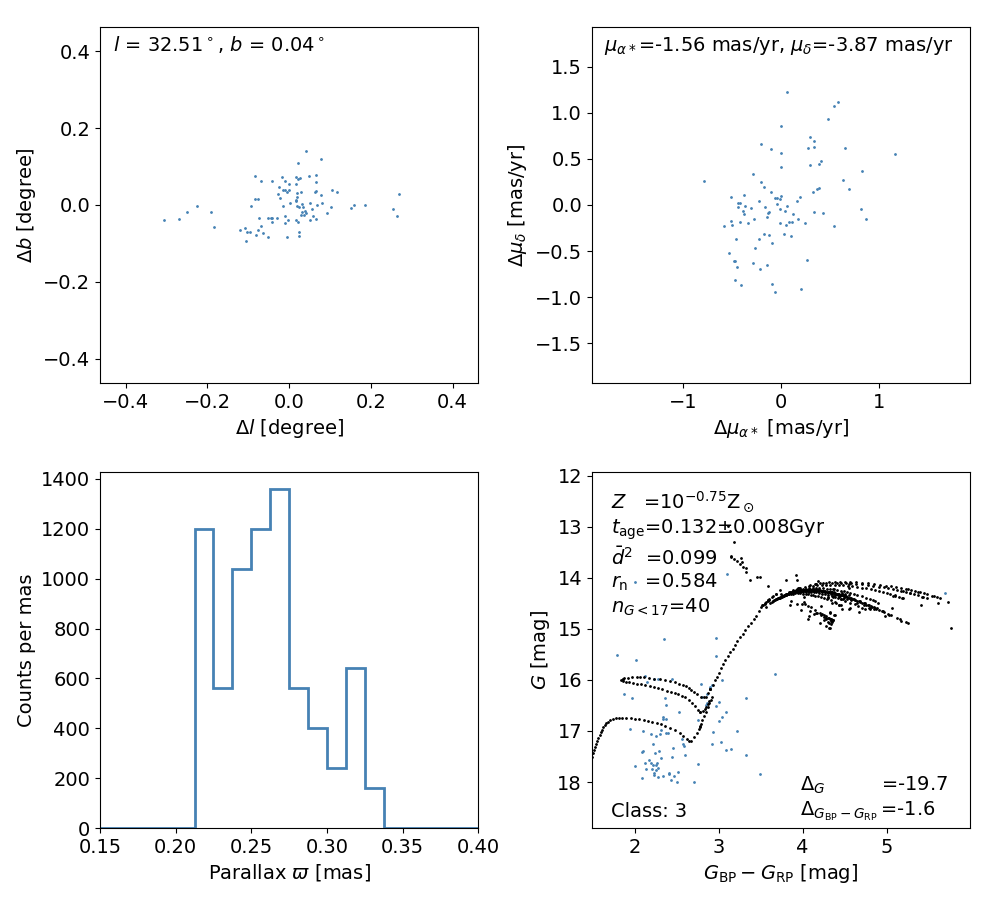 l = 32.51°, b = 0.04°
0.4
0.2
0.0
−0.2
−0.4
Δb [degree]
−0.4 −0.2 0.0 0.2 0.4
Δl [degree]
μα∗=-1.56 mas/yr, μδ=-3.87 mas/yr
1.5
1.0
0.5
0.0
−0.5
−1.0
−1.5
Δμδ [mas/yr]
−1 0 1
Δμα∗ [mas/yr]
1400
1200
1000
800
600
400
200
0
Counts per mas
0.15 0.20 0.25 0.30 0.35 0.40
Parallax ϖ [mas]
12
13
14
15
16
17
18
G [mag]
Z =10^−0.75 Z⊙
tage=0.132±0.008Gyr
d̄² =0.099
rn =0.584
nG<17=40
ΔG =-19.7
Class: 3 ΔGBP−GRP =-1.6
2 3 4 5
GBP − GRP [mag]